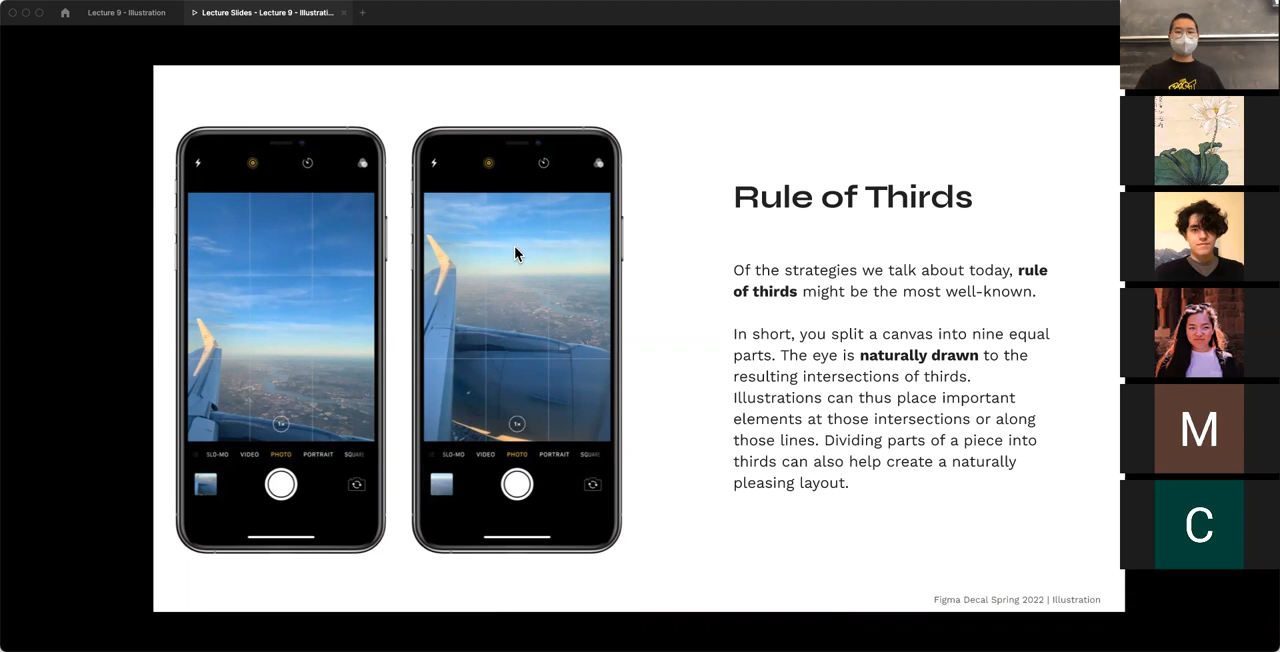 Lecture 9 - Illustration
Lecture Slides - Lecture 9 - Illustrati...
Rule of Thirds
Of the strategies we talk about today, rule
of thirds might be the most well-known.
In short, you split a canvas into nine equal
parts. The eye is naturally drawn to the
resulting intersections of thirds.
Illustrations can thus place important
elements at those intersections or along
those lines. Dividing parts of a piece into
thirds can also help create a naturally
pleasing layout.
1x
SLO-MO VIDEO PHOTO PORTRAIT SQUARE
1x
SLO-MO VIDEO PHOTO PORTRAIT SQUARE
Figma Decal Spring 2022 | Illustration
M
C